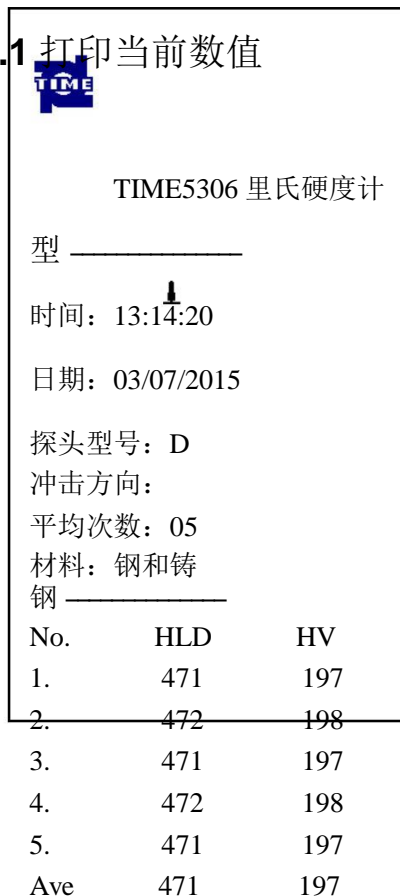 .1 打印当前数值
TIME
TIME5306 里氏硬度计
型
时间：13:14:20
日期：03/07/2015
探头型号：D
冲击方向：
平均次数：05
材料：钢和铸
钢
No. HLD HV
1. 471 197
2. 472 198
3. 471 197
4. 472 198
5. 471 197
Ave 471 197